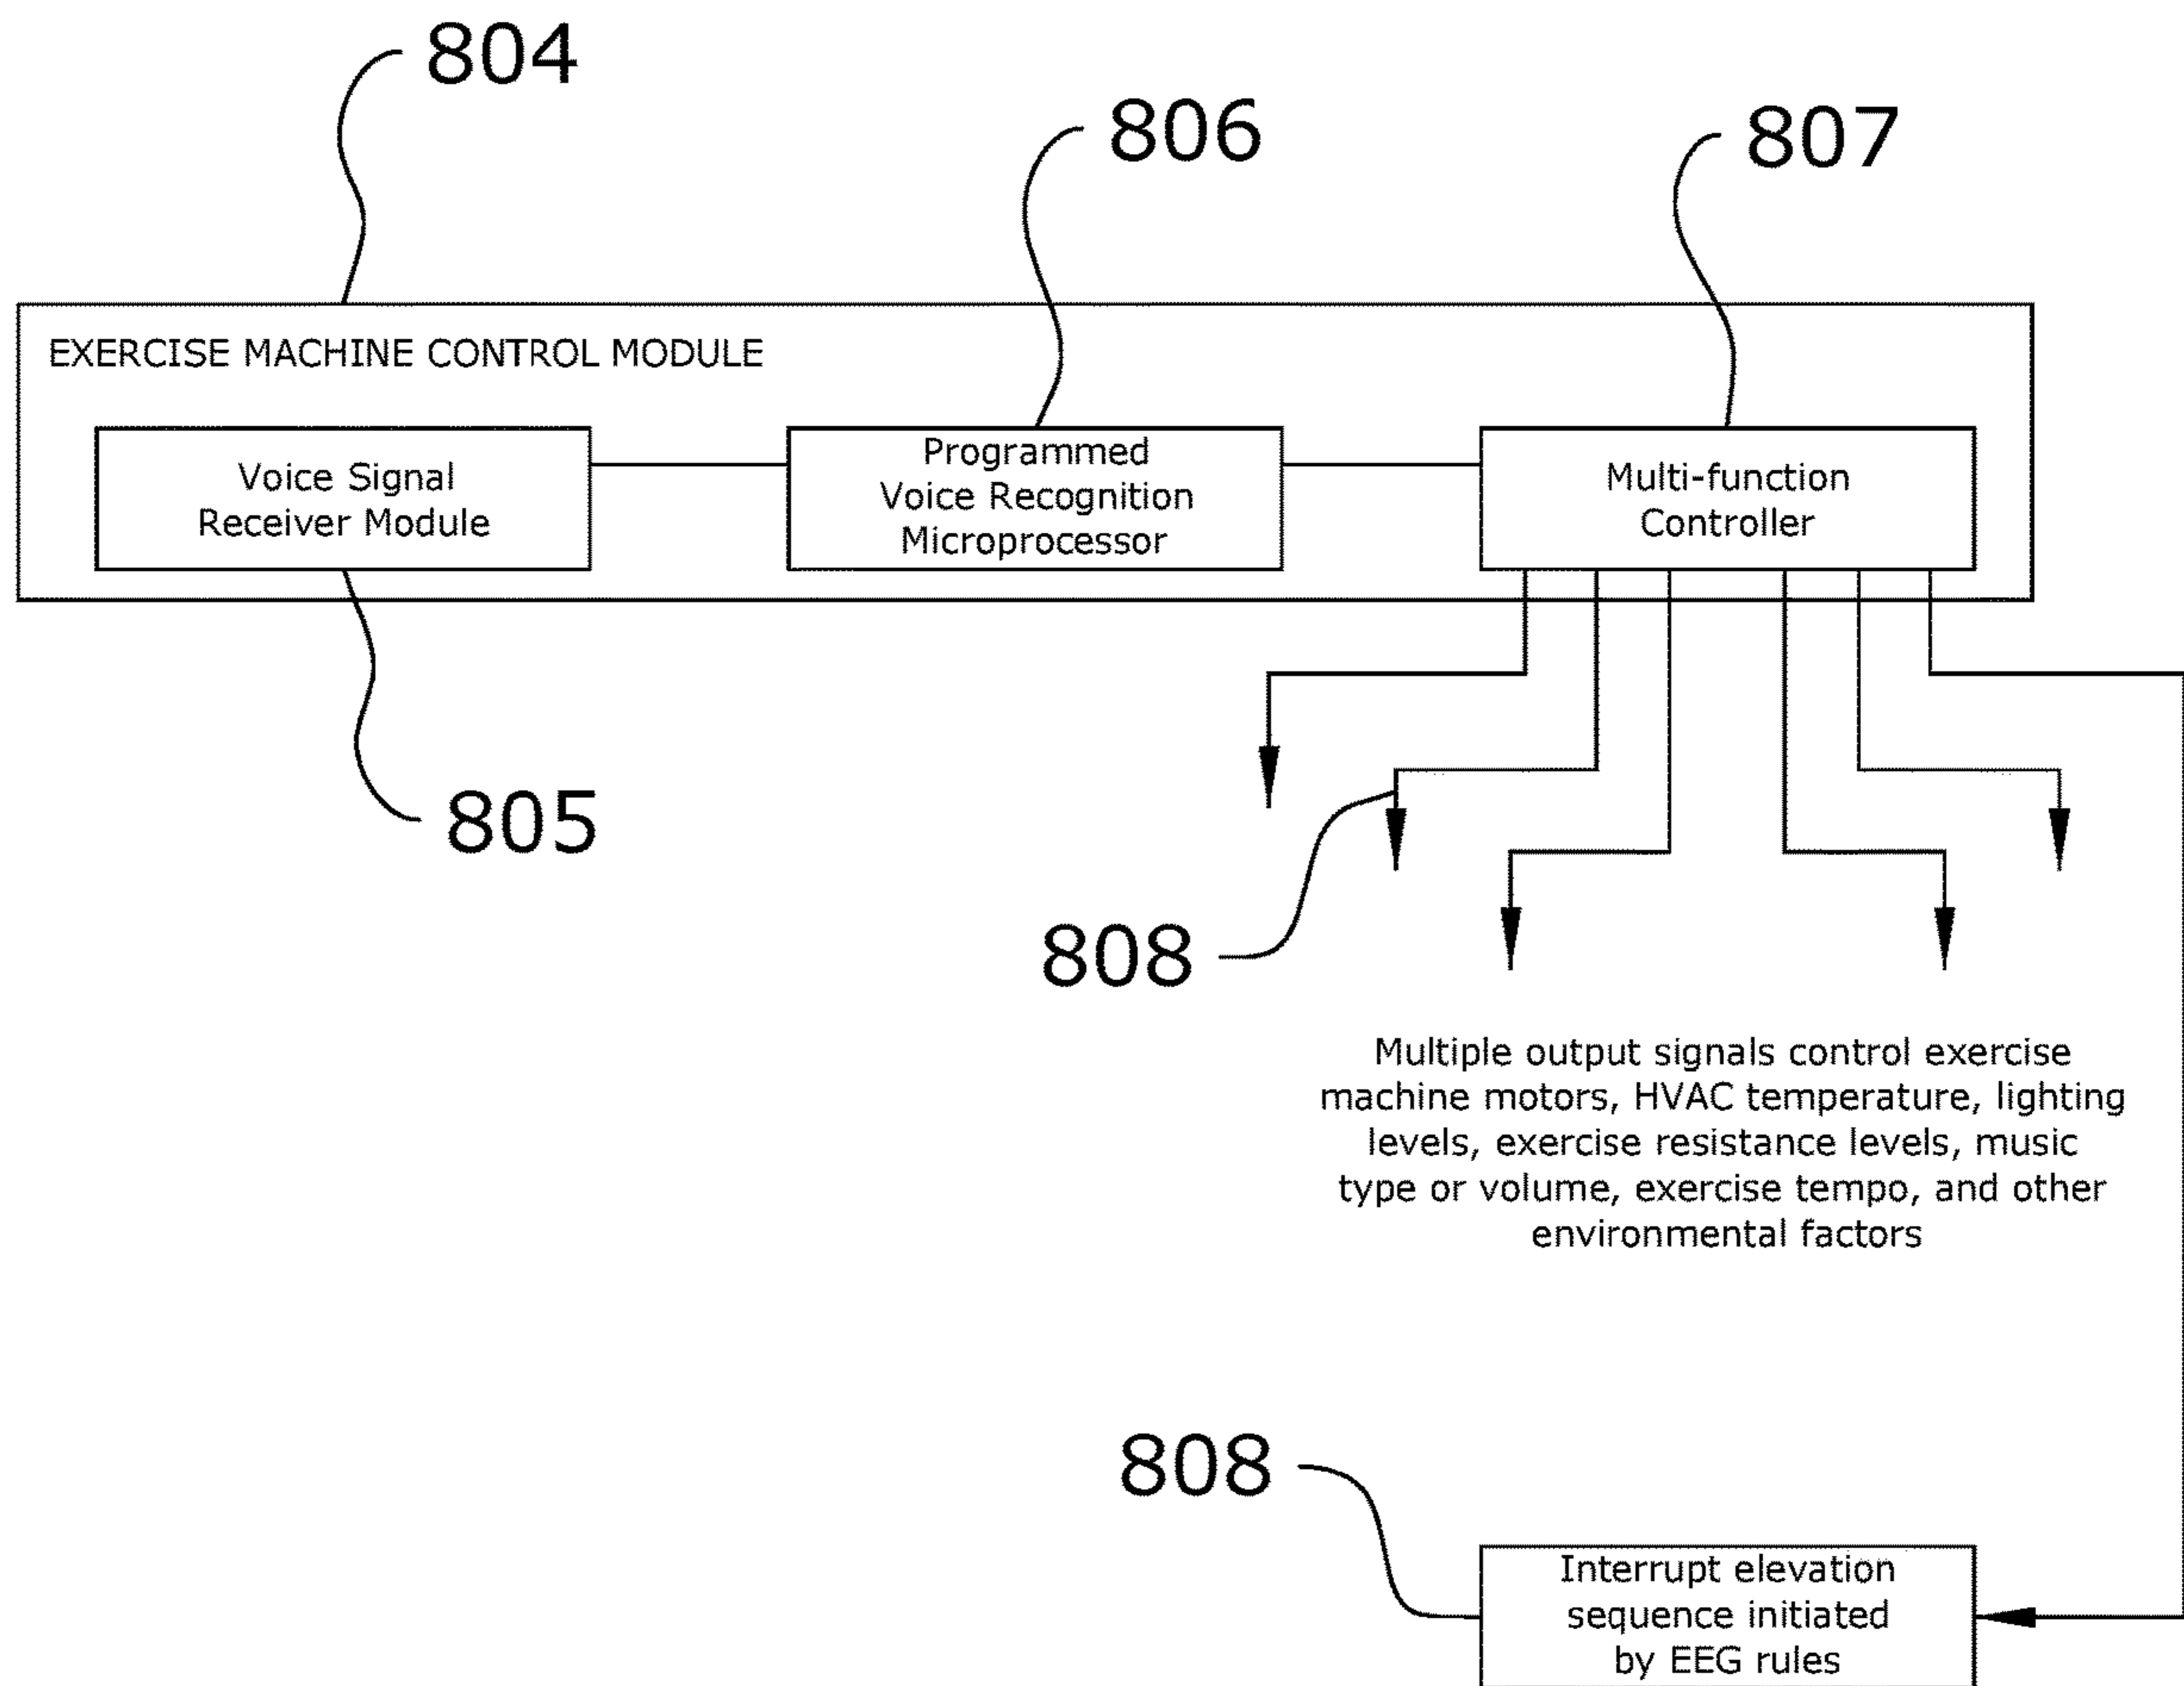 804
806
807
EXERCISE MACHINE CONTROL MODULE
Voice Signal
Receiver Module
Programmed
Voice Recognition
Microprocessor
Multi-function
Controller
805
808
Multiple output signals control exercise
machine motors, HVAC temperature, lighting
levels, exercise resistance levels, music
type or volume, exercise tempo, and other
environmental factors
808
Interrupt elevation
sequence initiated
by EEG rules